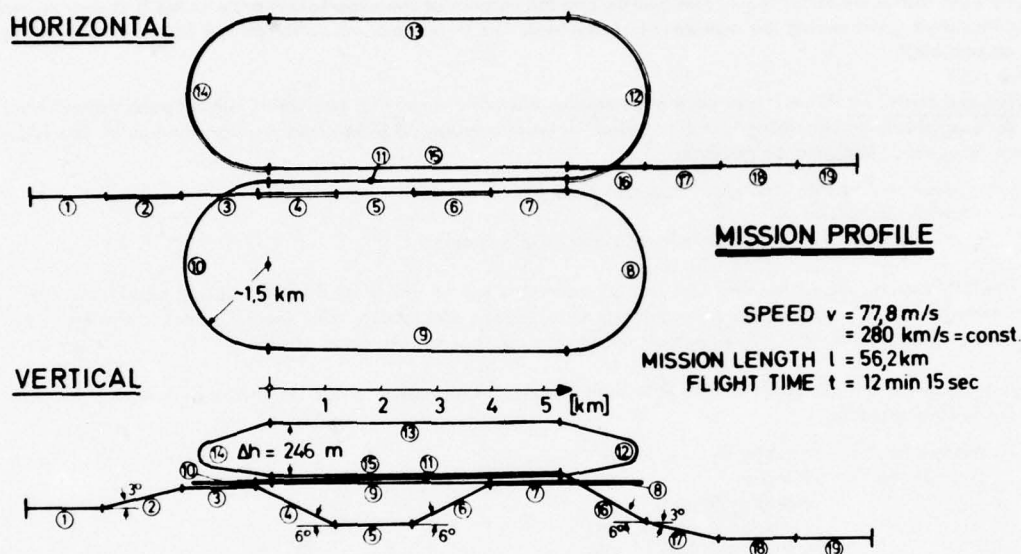 HORIZONTAL
⑬
⑭
⑫
⑪ ⑮
① ② ③ ④ ⑤ ⑥ ⑦ ⑯ ⑰ ⑱ ⑲
MISSION PROFILE
⑩ ⑧
~1,5 km
⑨
SPEED v = 77,8 m/s
= 280 km/s = const.
MISSION LENGTH l = 56,2 km
FLIGHT TIME t = 12 min 15 sec
VERTICAL
1 2 3 4 5 [km]
⑬
⑭ Δh = 246 m ⑫
⑩ ⑮ ⑪
③ ⑨ ⑦ ⑧
① 3° ② ④ ⑥ ⑯ 3°
6° ⑤ 6° 6° ⑰ ⑱ ⑲